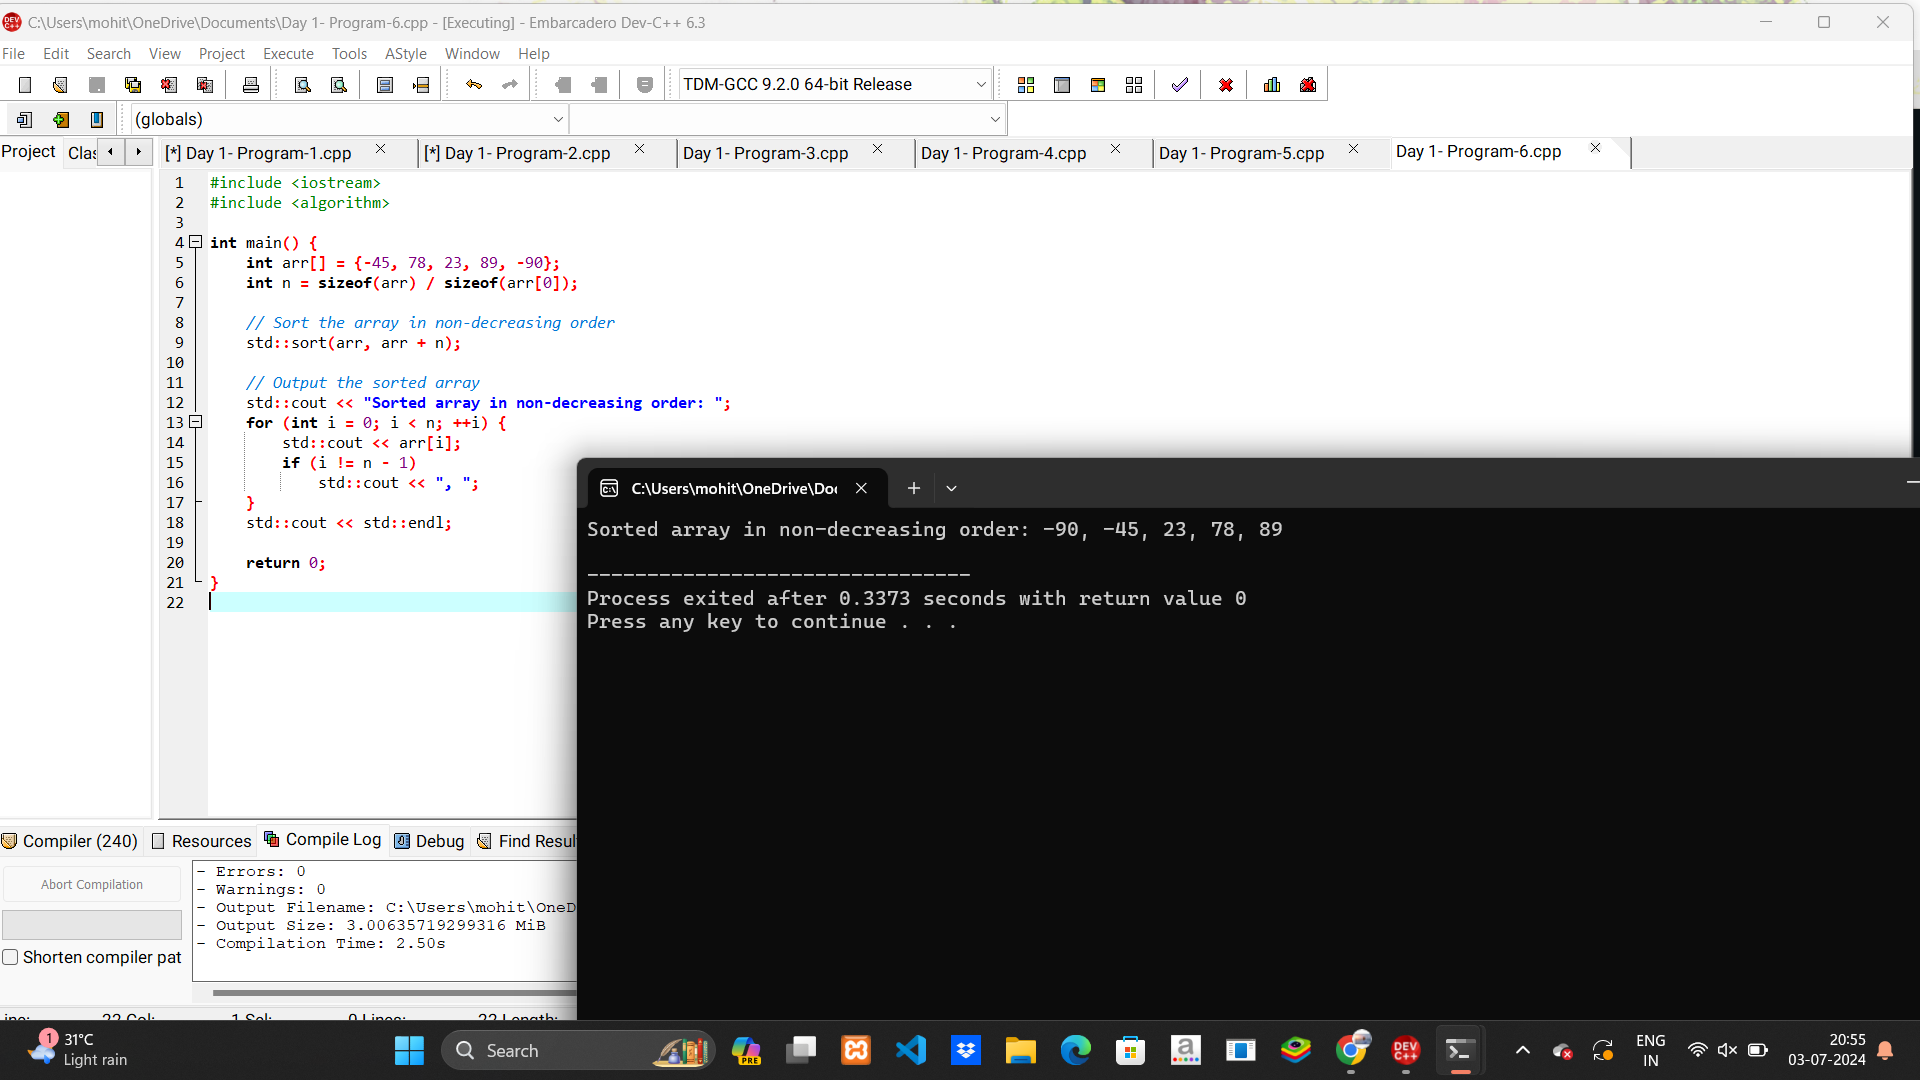 C:\Users\mohit\OneDrive\Documents\Day 1- Program-6.cpp - [Executing] - Embarcadero Dev-C++ 6.3
File Edit Search View Project Execute Tools AStyle Window Help
TDM-GCC 9.2.0 64-bit Release
(globals)
Project Clas
[*] Day 1- Program-1.cpp [*] Day 1- Program-2.cpp Day 1- Program-3.cpp Day 1- Program-4.cpp Day 1- Program-5.cpp Day 1- Program-6.cpp
1 #include <iostream>
2 #include <algorithm>
3
4 int main() {
5 int arr[] = {-45, 78, 23, 89, -90};
6 int n = sizeof(arr) / sizeof(arr[0]);
7
8 // Sort the array in non-decreasing order
9 std::sort(arr, arr + n);
10
11 // Output the sorted array
12 std::cout << "Sorted array in non-decreasing order: ";
13 for (int i = 0; i < n; ++i) {
14 std::cout << arr[i];
15 if (i != n - 1)
16 std::cout << ", ";
17 }
18 std::cout << std::endl;
19
20 return 0;
21 }
22
C:\Users\mohit\OneDrive\Do
Sorted array in non-decreasing order: -90, -45, 23, 78, 89
--------------------------------
Process exited after 0.3373 seconds with return value 0
Press any key to continue . . .
Compiler (240) Resources Compile Log Debug Find Resul
Abort Compilation
Shorten compiler pat
- Errors: 0
- Warnings: 0
- Output Filename: C:\Users\mohit\OneD
- Output Size: 3.00635719299316 MiB
- Compilation Time: 2.50s
22 Col: 1 Sel: 0 Lines: 22 Length:
1
31°C
Light rain
Search
PRE
DEV C++
ENG
IN
20:55
03-07-2024